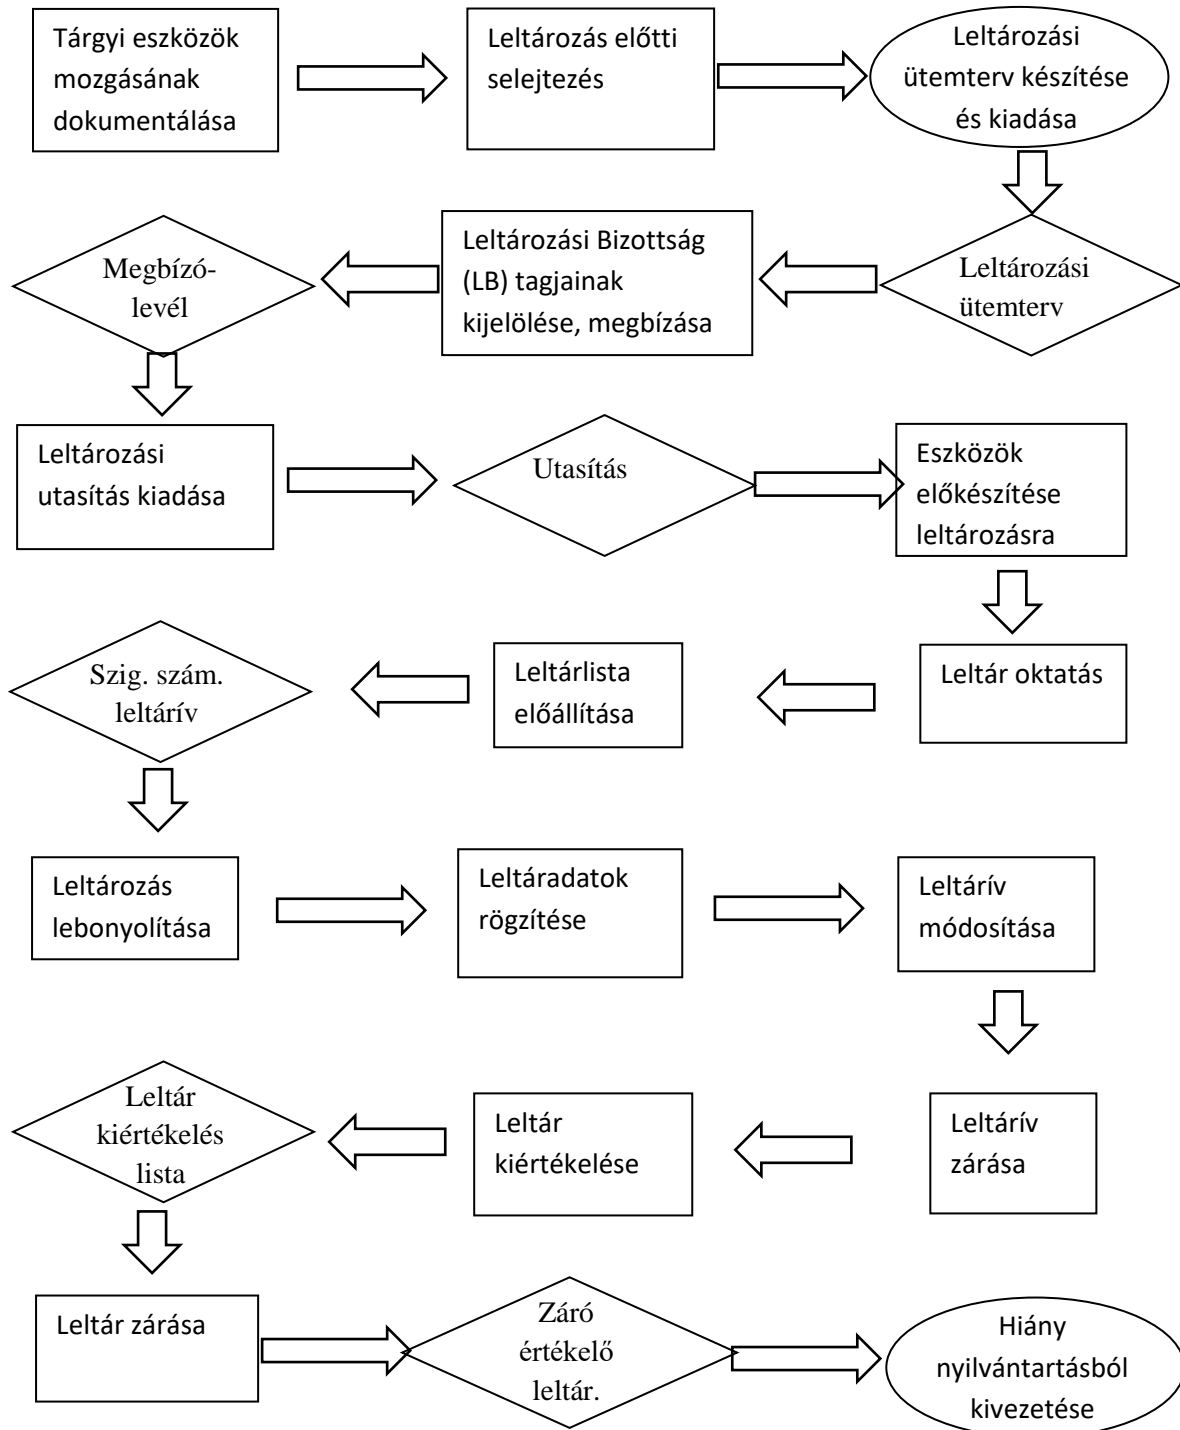 Tárgyi eszközök
mozgásának
dokumentálása
Leltározás előtti
selejtezés
Leltározási
ütemterv készítése
és kiadása
Leltározási
ütemterv
Leltározási Bizottság
(LB) tagjainak
kijelölése, megbízása
Megbízó-
levél
Leltározási
utasítás kiadása
Utasítás
Eszközök
előkészítése
leltározásra
Leltár oktatás
Leltárlista
előállítása
Szig. szám.
leltárív
Leltározás
lebonyolítása
Leltáradatok
rögzítése
Leltárív
módosítása
Leltárív
zárása
Leltár
kiértékelése
Leltár
kiértékelés
lista
Leltár zárása
Záró
értékelő
leltár.
Hiány
nyilvántartásból
kivezetése